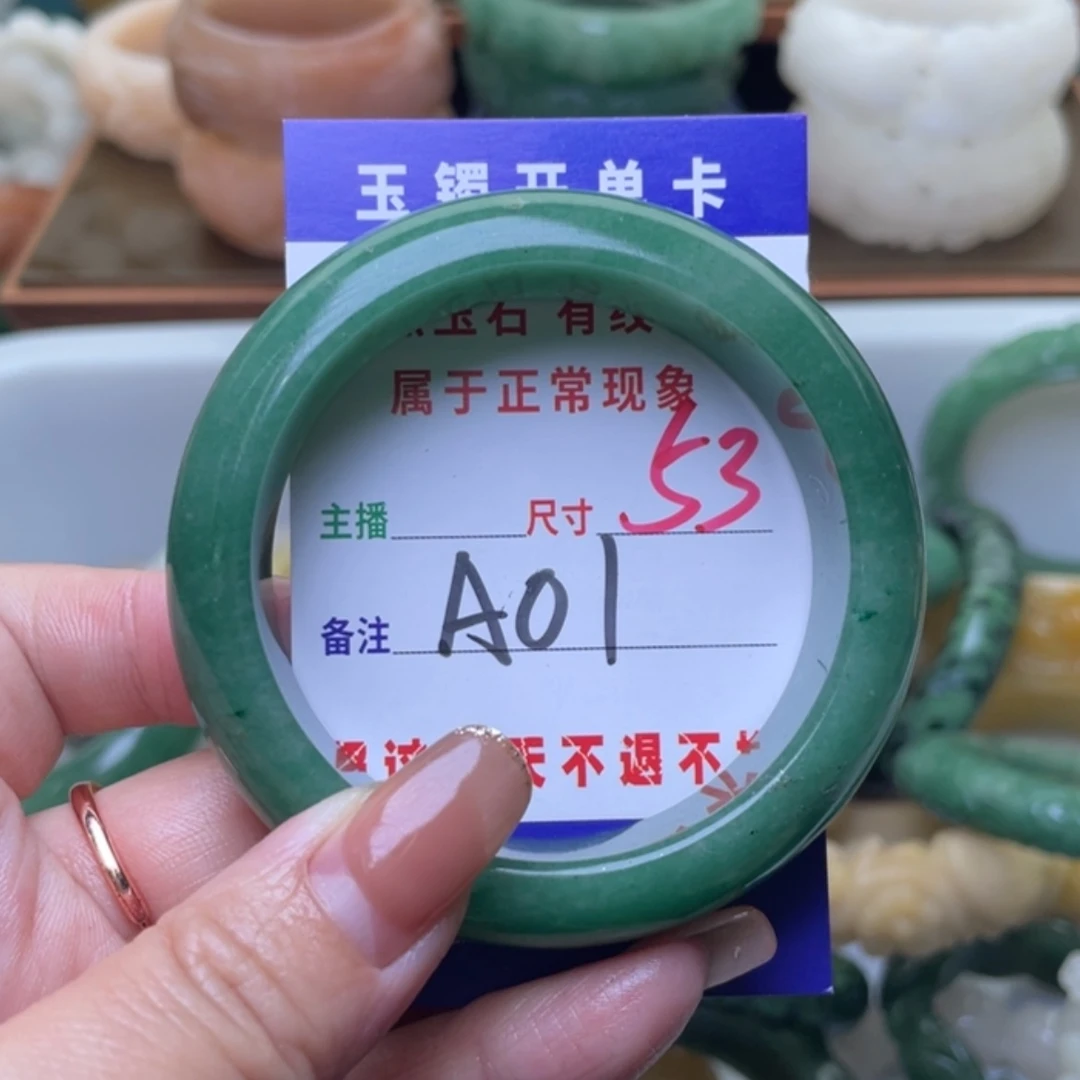 玉镯开单卡
玉石 有纹
属于正常现象
主播 尺寸 53
备注 A01
天不退不